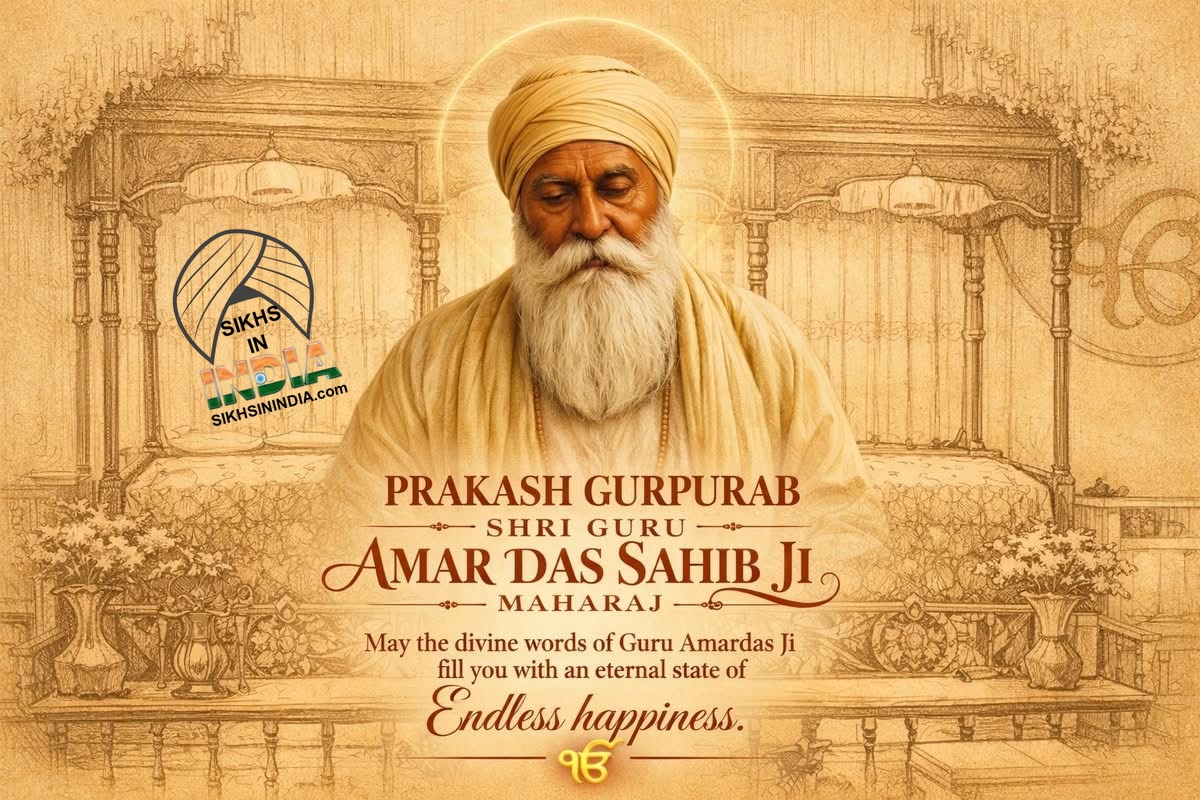 SIKHS
IN
INDIA
SIKHSININDIA.com
PRAKASH GURPURAB
SHRI GURU
AMAR DAS SAHIB JI
MAHARAJ
May the divine words of Guru Amardas Ji
fill you with an eternal state of
Endless happiness.
ੴ
ੴ